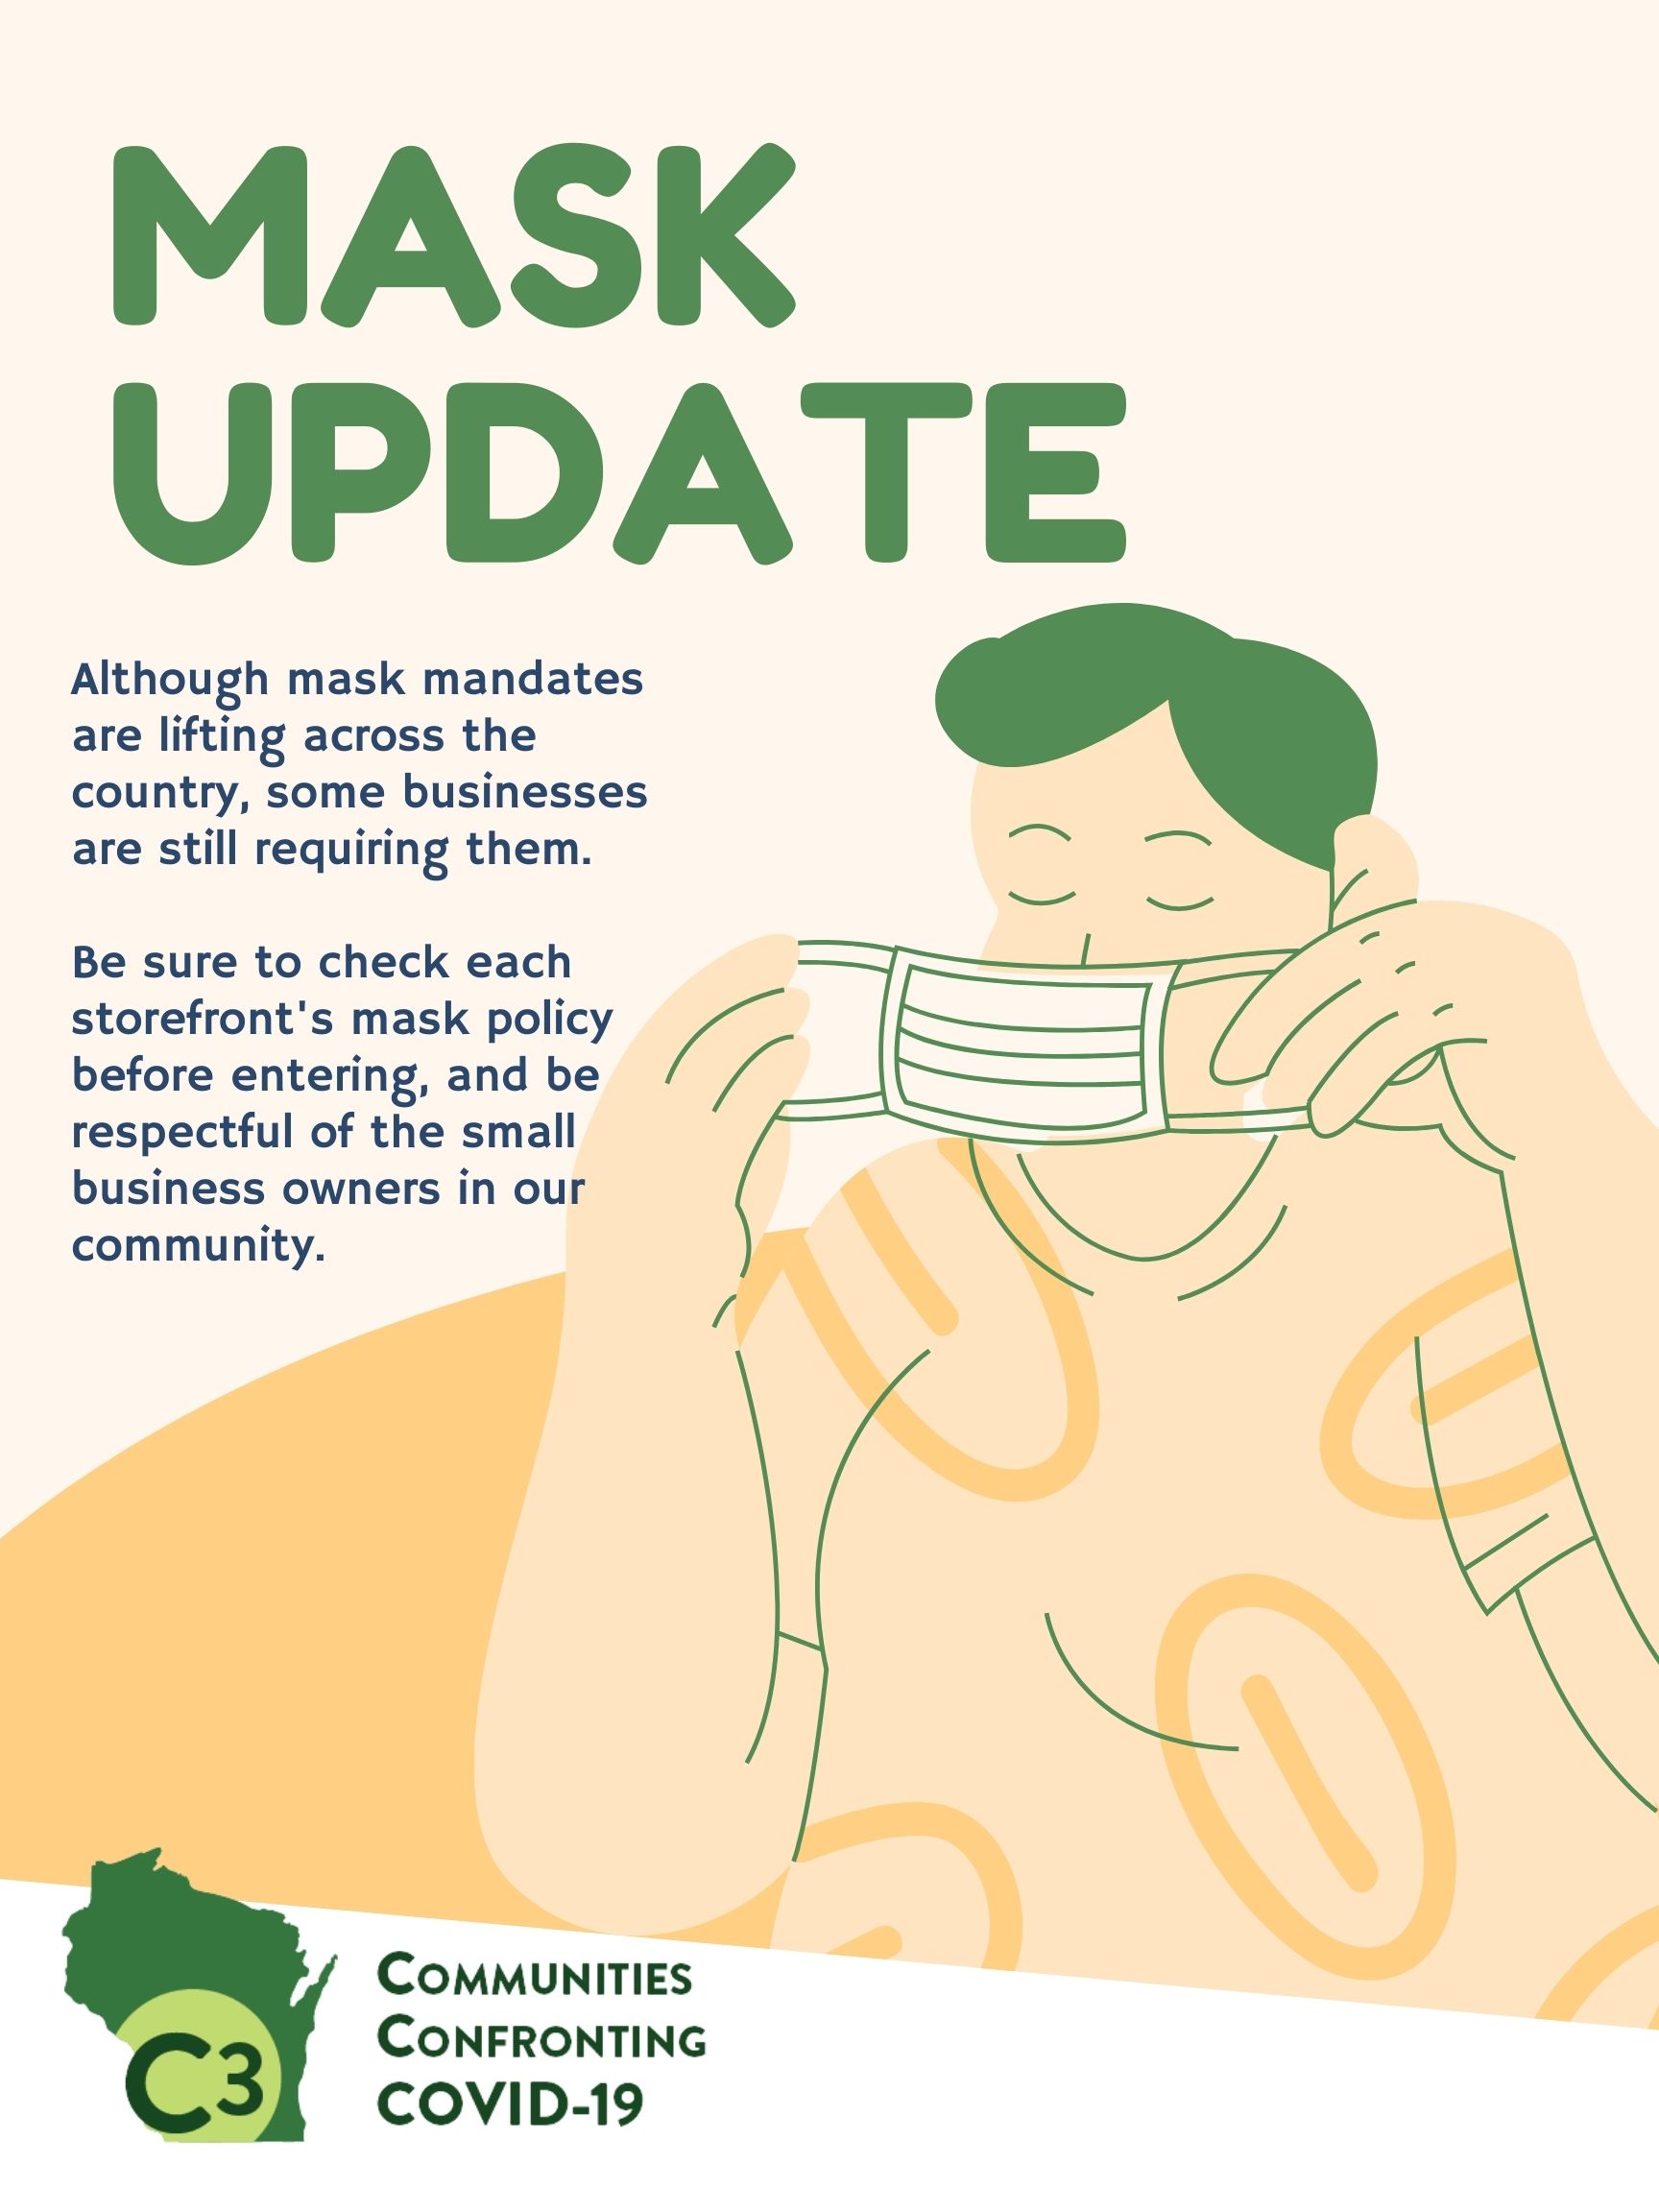 MASK
UPDATE
Although mask mandates
are lifting across the
country, some businesses
are still requiring them.
Be sure to check each
storefront's mask policy
before entering, and be
respectful of the small
business owners in our
community.
C3
COMMUNITIES
CONFRONTING
COVID-19